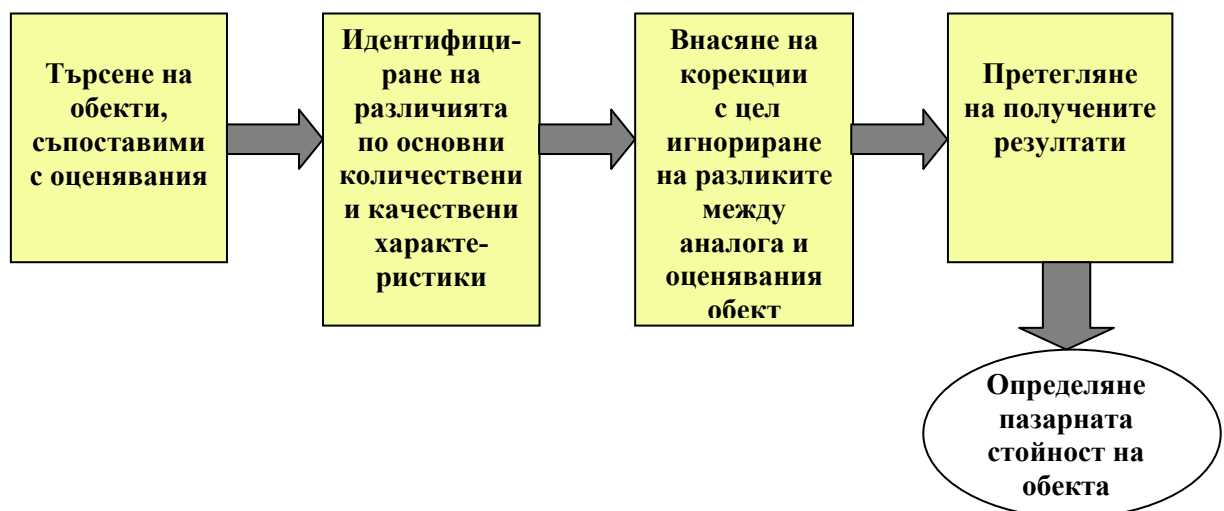 Търсене на
обекти,
съпоставими
с оценявания
Идентифици-
ране на
различията
по основни
количествени
и качествени
характе-
ристики
Внасяне на
корекции
с цел
игнориране
на разликите
между
аналога и
оценявания
обект
Претегляне
на получените
резултати
Определяне
пазарната
стойност на
обекта